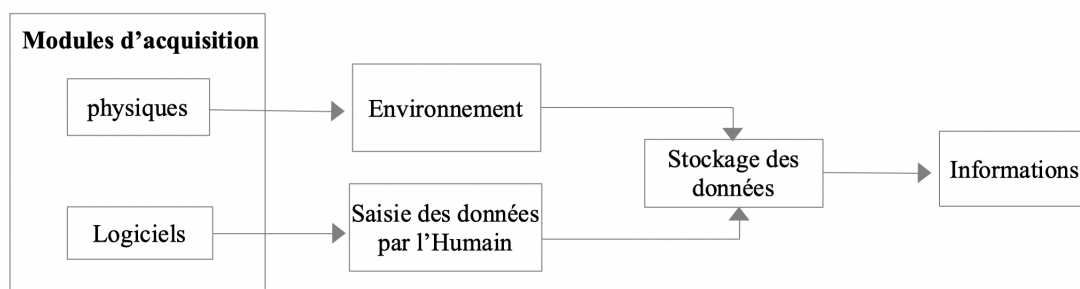 Modules d’acquisition
physiques
Environnement
Stockage des
données
Informations
Saisie des données
par l’Humain
Logiciels